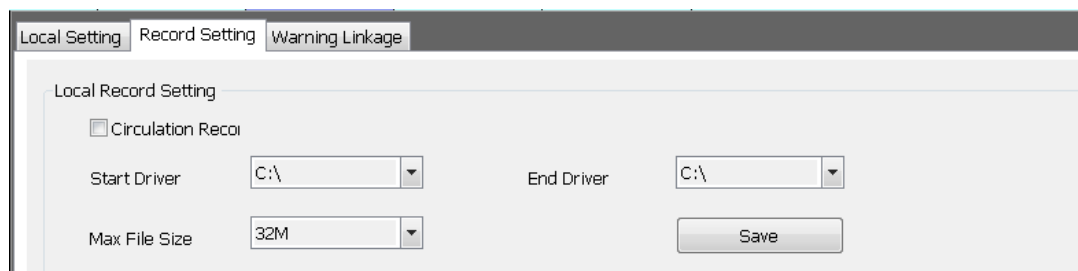 Local Setting Record Setting Warning Linkage
Local Record Setting
Circulation Recor
Start Driver C:\ End Driver C:\
Max File Size 32M Save